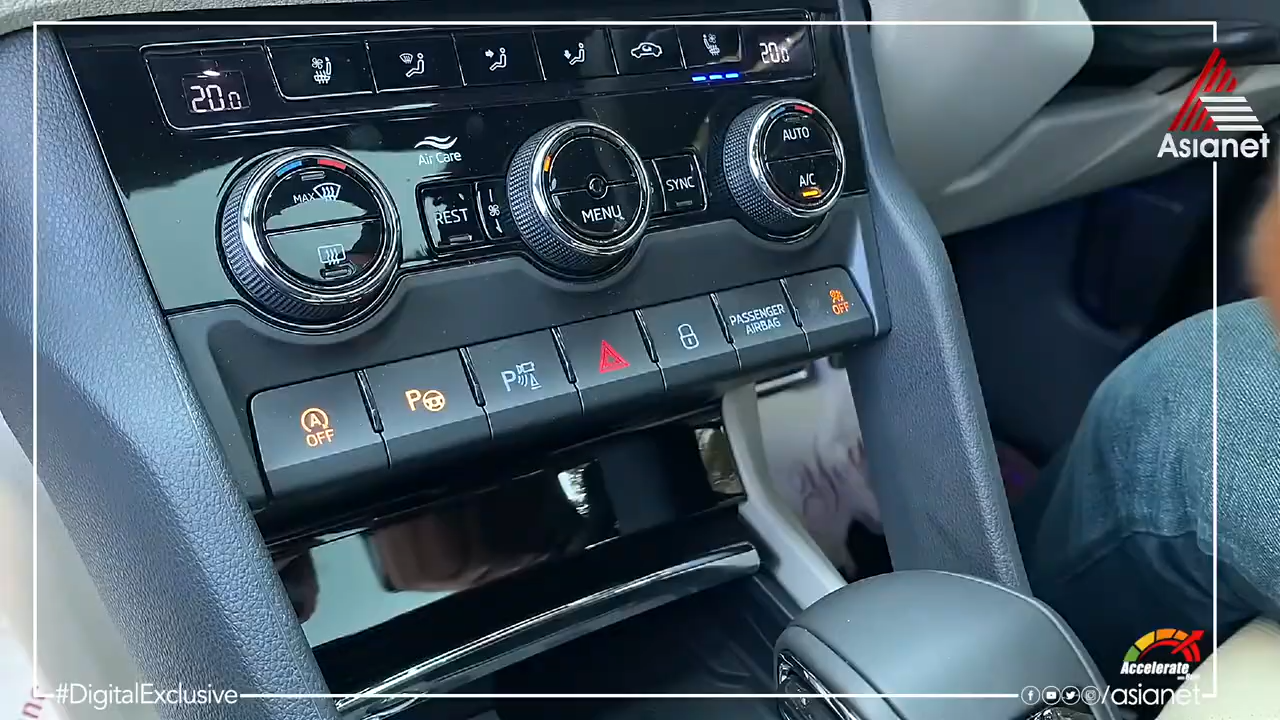 20.0
20.0
Asianet
Air Care
AUTO
A/C
MAX
REST
MENU
SYNC
PASSENGER
AIRBAG
OFF
P
P
A
OFF
Accelerate
#DigitalExclusive
/asianet